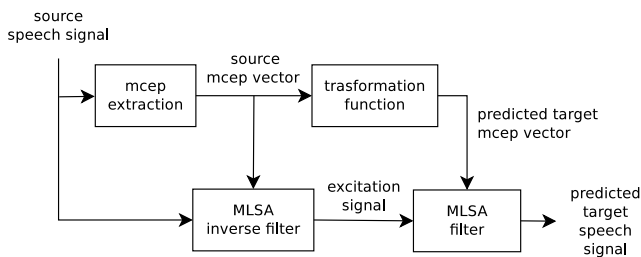 source
speech signal
mcep
extraction
source
mcep vector
trasformation
function
predicted target
mcep vector
MLSA
inverse filter
excitation
signal
MLSA
filter
predicted
target
speech
signal